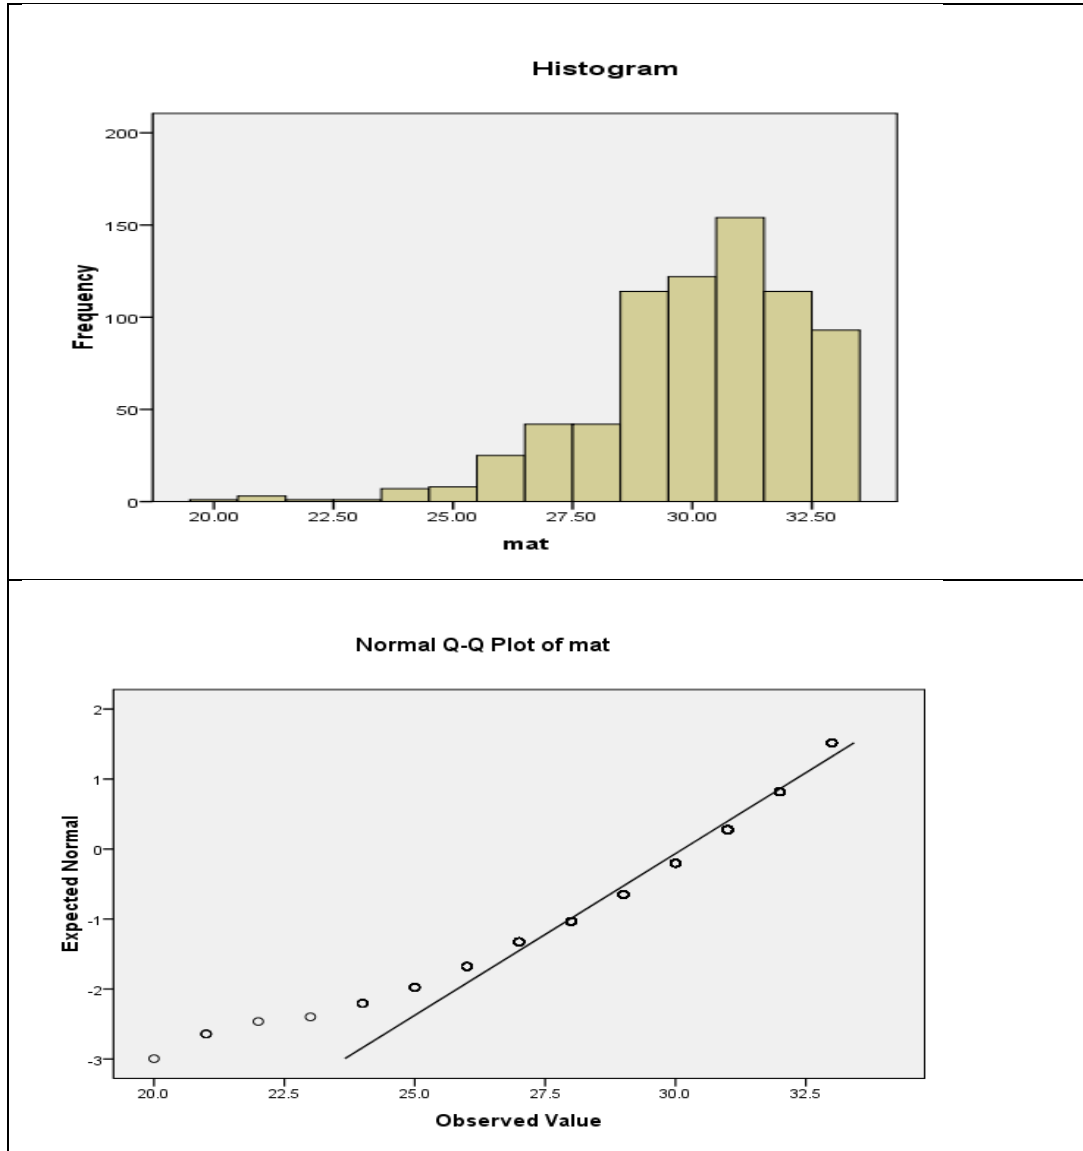 Histogram
200
150
100
50
0
Frequency
20.00 22.50 25.00 27.50 30.00 32.50
mat
Normal Q-Q Plot of mat
2
1
0
-1
-2
-3
Expected Normal
20.0 22.5 25.0 27.5 30.0 32.5
Observed Value